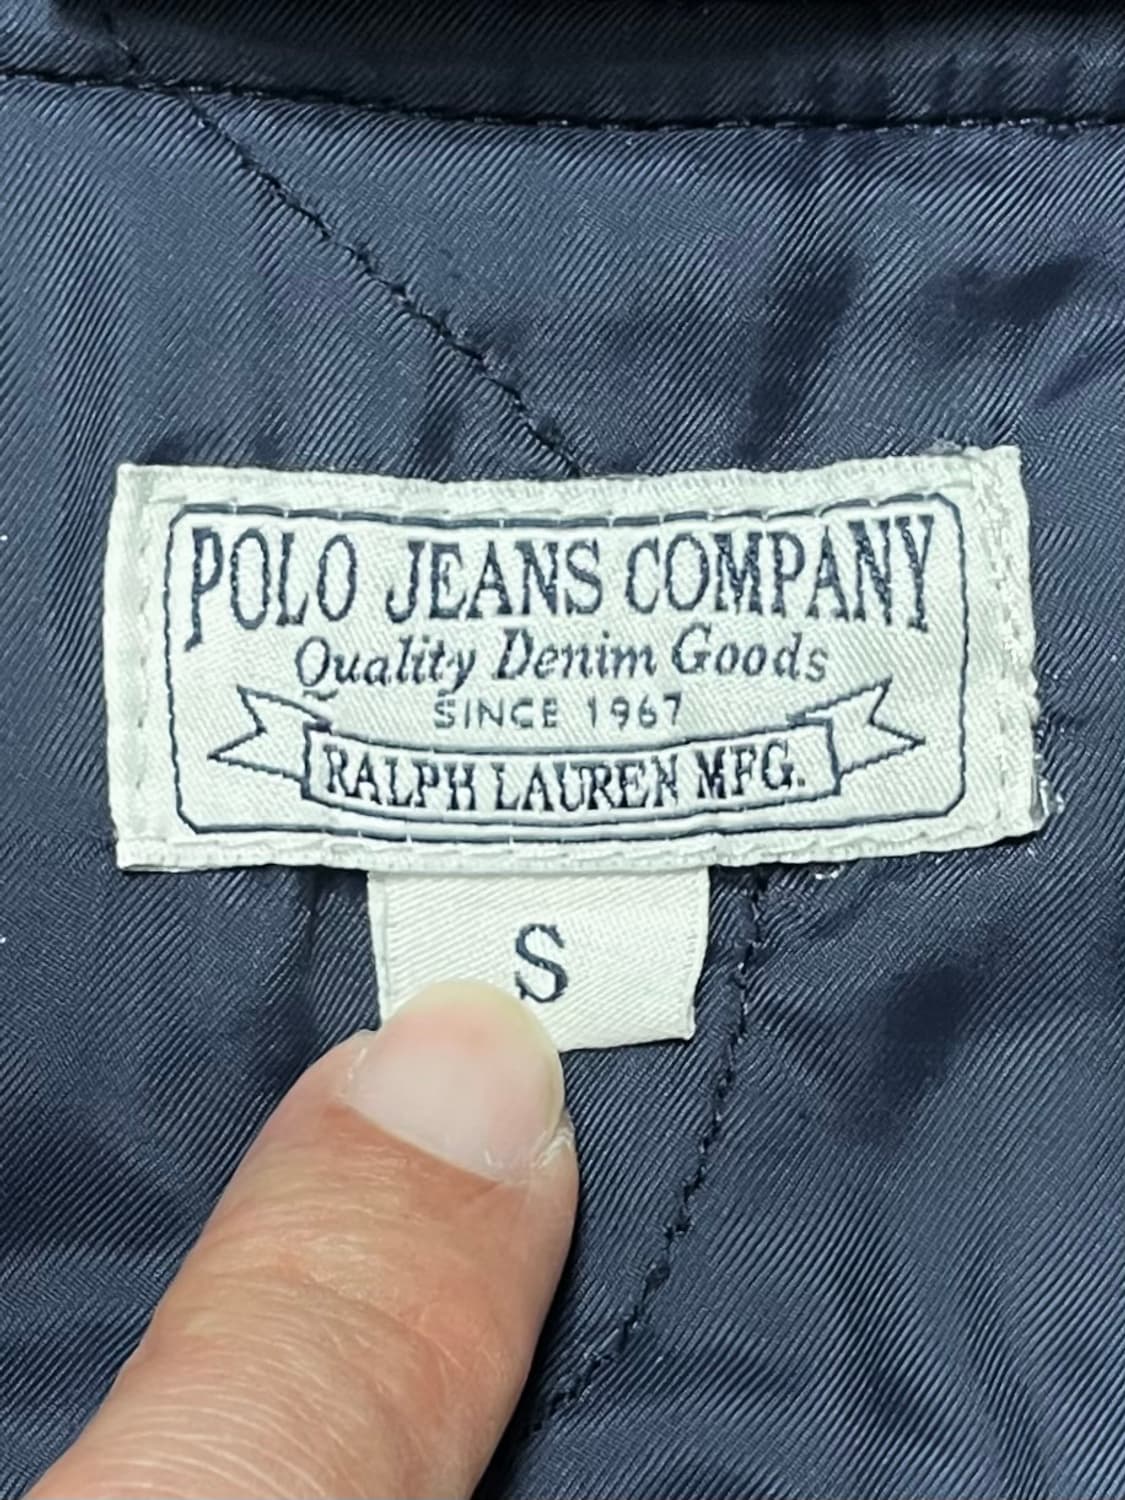 POLO JEANS COMPANY
Quality Denim Goods
SINCE 1967
RALPH LAUREN MFG.
S